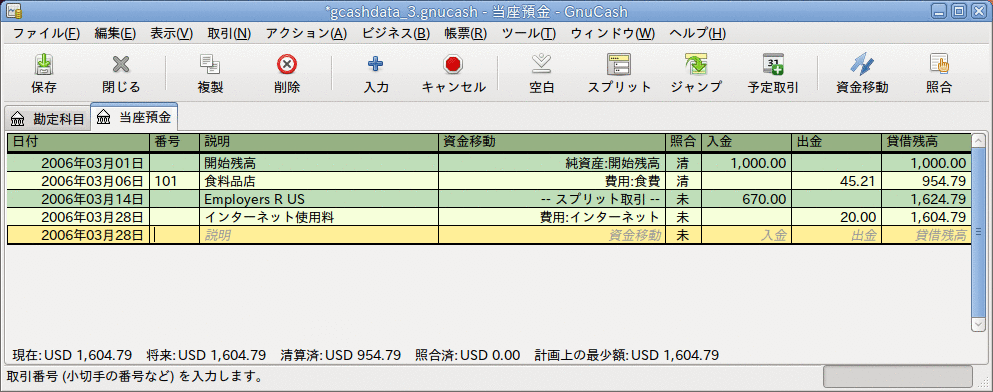 *gcashdata_3.gnucash - 当座預金 - GnuCash
ファイル(F) 編集(E) 表示(V) 取引(N) アクション(A) ビジネス(B) 帳票(R) ツール(T) ウィンドウ(W) ヘルプ(H)
保存 閉じる 複製 削除 入力 キャンセル 空白 スプリット ジャンプ 予定取引 資金移動 照合
勘定科目 当座預金
日付 番号 説明 資金移動 照合 入金 出金 貸借残高
2006年03月01日 開始残高 純資産:開始残高 清 1,000.00 1,000.00
2006年03月06日 101 食料品店 費用:食費 清 45.21 954.79
2006年03月14日 Employers R US -- スプリット取引 -- 未 670.00 1,624.79
2006年03月28日 インターネット使用料 費用:インターネット 未 20.00 1,604.79
2006年03月28日 説明 資金移動 未 入金 出金 貸借残高
現在: USD 1,604.79 将来: USD 1,604.79 清算済: USD 954.79 照合済: USD 0.00 計画上の最少額: USD 1,604.79
取引番号 (小切手の番号など) を入力します。